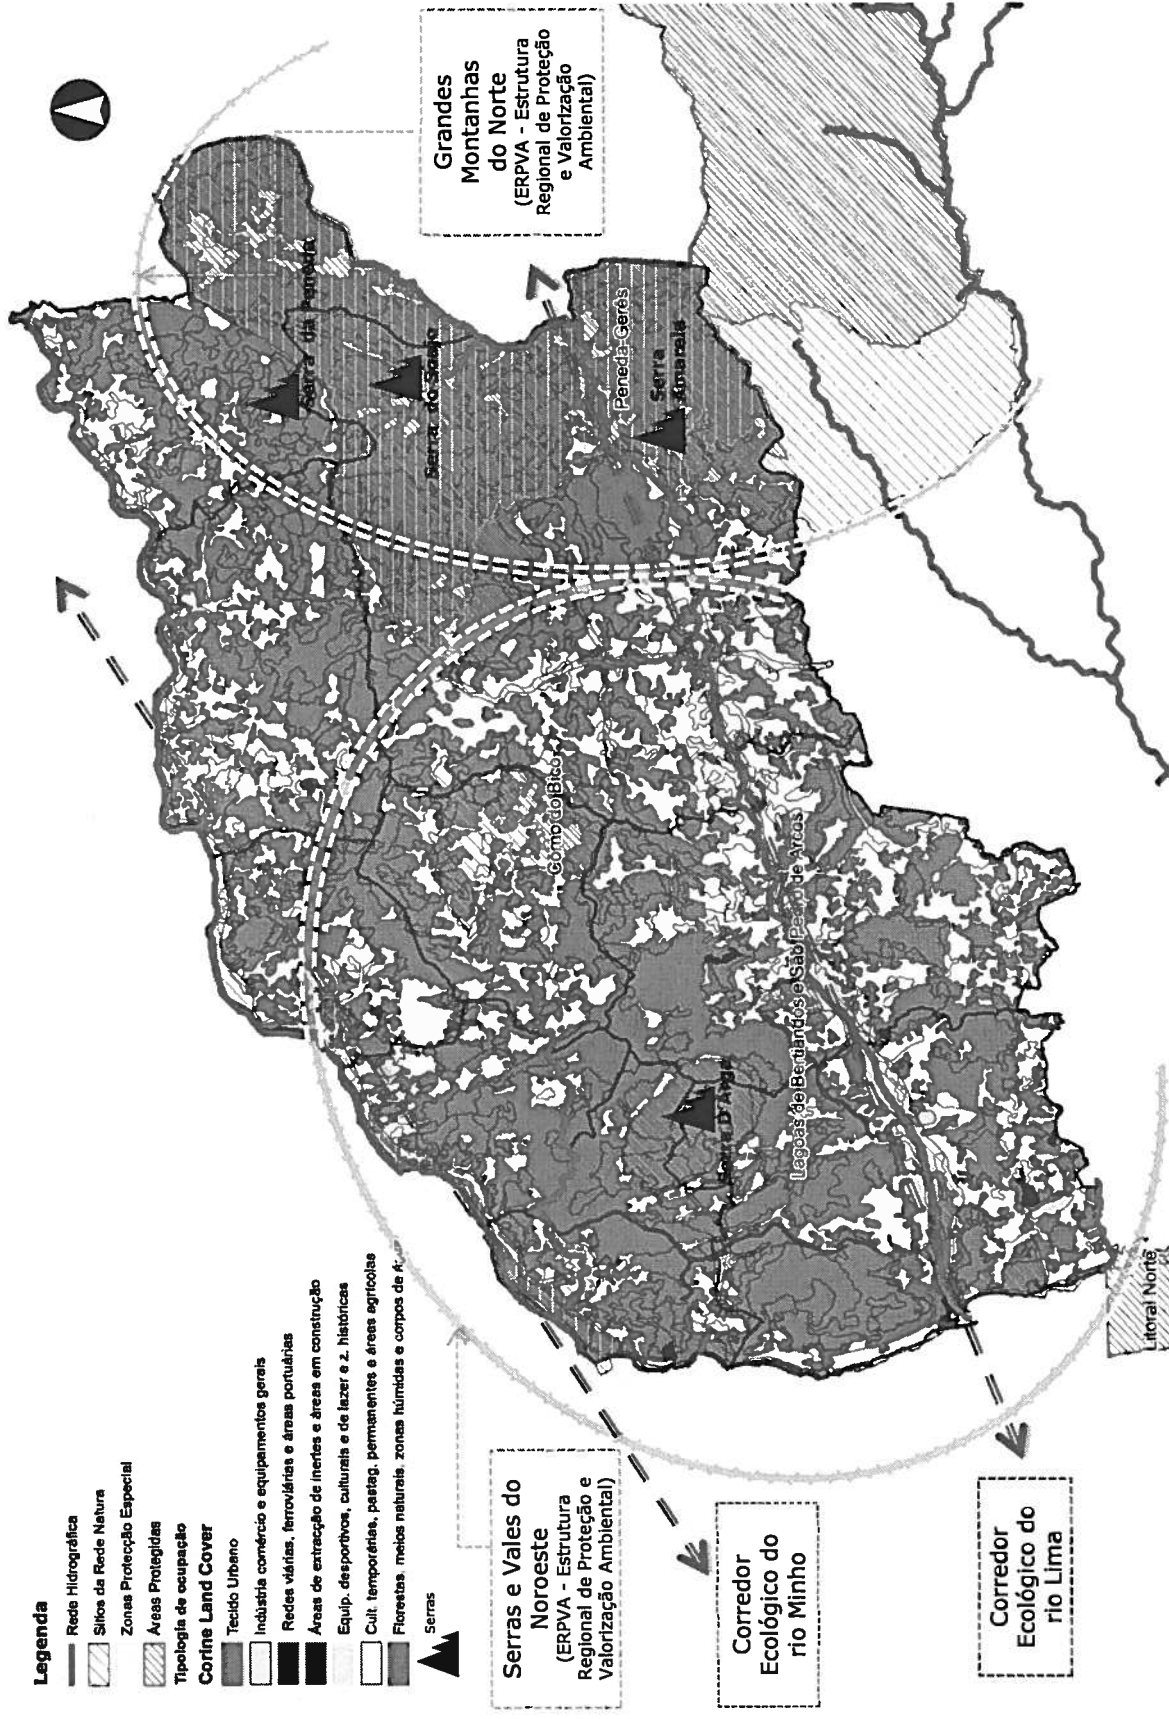 Legenda
Rede Hidrográfica
Sítios da Rede Natura
Zonas Protecção Especial
Áreas Protegidas
Tipologia de ocupação
Corine Land Cover
Tecido Urbano
Indústria comércio e equipamentos gerais
Redes viárias, ferroviárias e áreas portuárias
Áreas de extracção de inertes e áreas em construção
Equip. desportivos, culturais e de lazer e z. históricas
Cult. temporárias, pastag. permanentes e áreas agrícolas
Florestas, meios naturais, zonas húmidas e corpos de
Serras
Serras e Vales do
Noroeste
(ERPVA - Estrutura
Regional de Proteção e
Valorização Ambiental)
Corredor
Ecológico do
rio Minho
Corredor
Ecológico do
rio Lima
Grandes
Montanhas
do Norte
(ERPVA - Estrutura
Regional de Proteção
e Valorização
Ambiental)
Serra da Peneda
Serra do Soajo
Peneda-Gerês
Serra
Amarela
Corno do Bico
Lagoas de Bertiandos e São Pedro de Arcos
Serra D'Arga
Litoral Norte